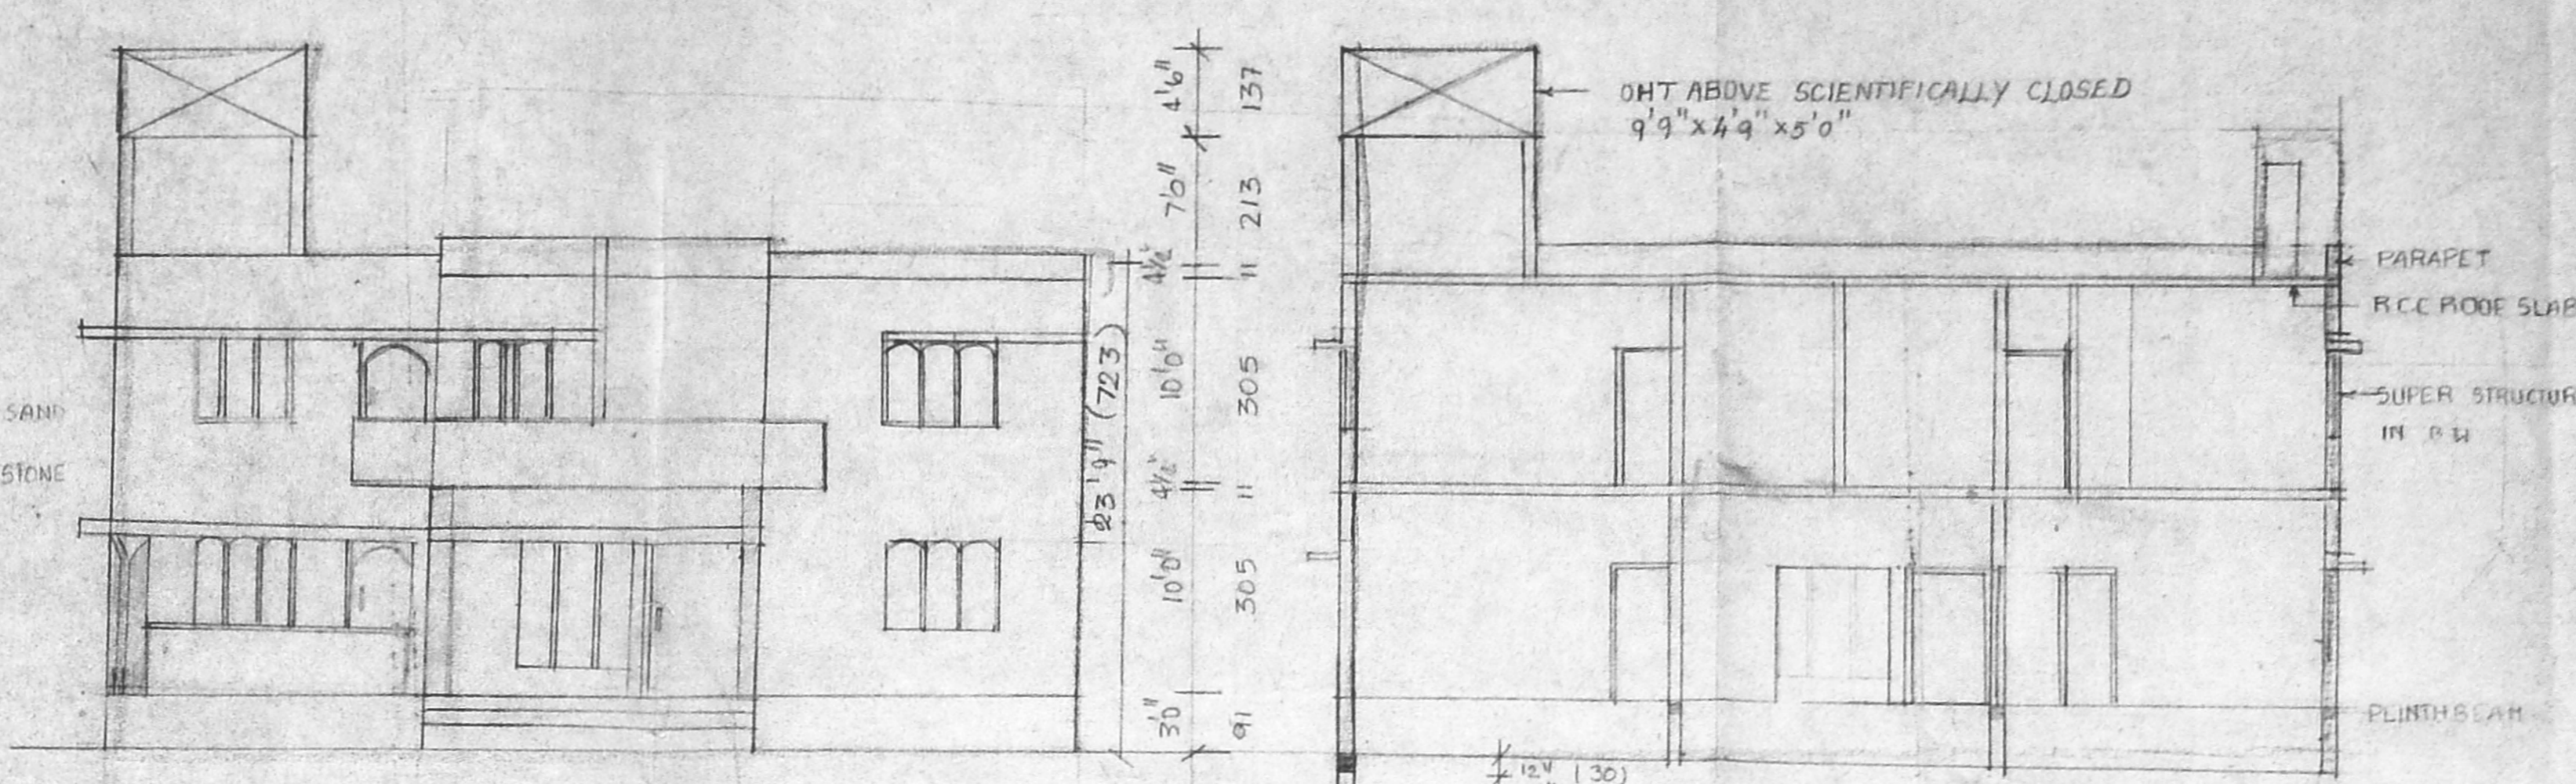 SAND
STONE
4'6"
137
7'0"
213
4½"
11
10'0"
305
4½"
11
10'0"
305
3'0"
91
23'9" (723)
OHT ABOVE SCIENTIFICALLY CLOSED
9'9"x4'9"x5'0"
PARAPET
R.C.C ROOF SLAB
SUPER STRUCTUR
IN BW
PLINTH BEAM
12" (30)